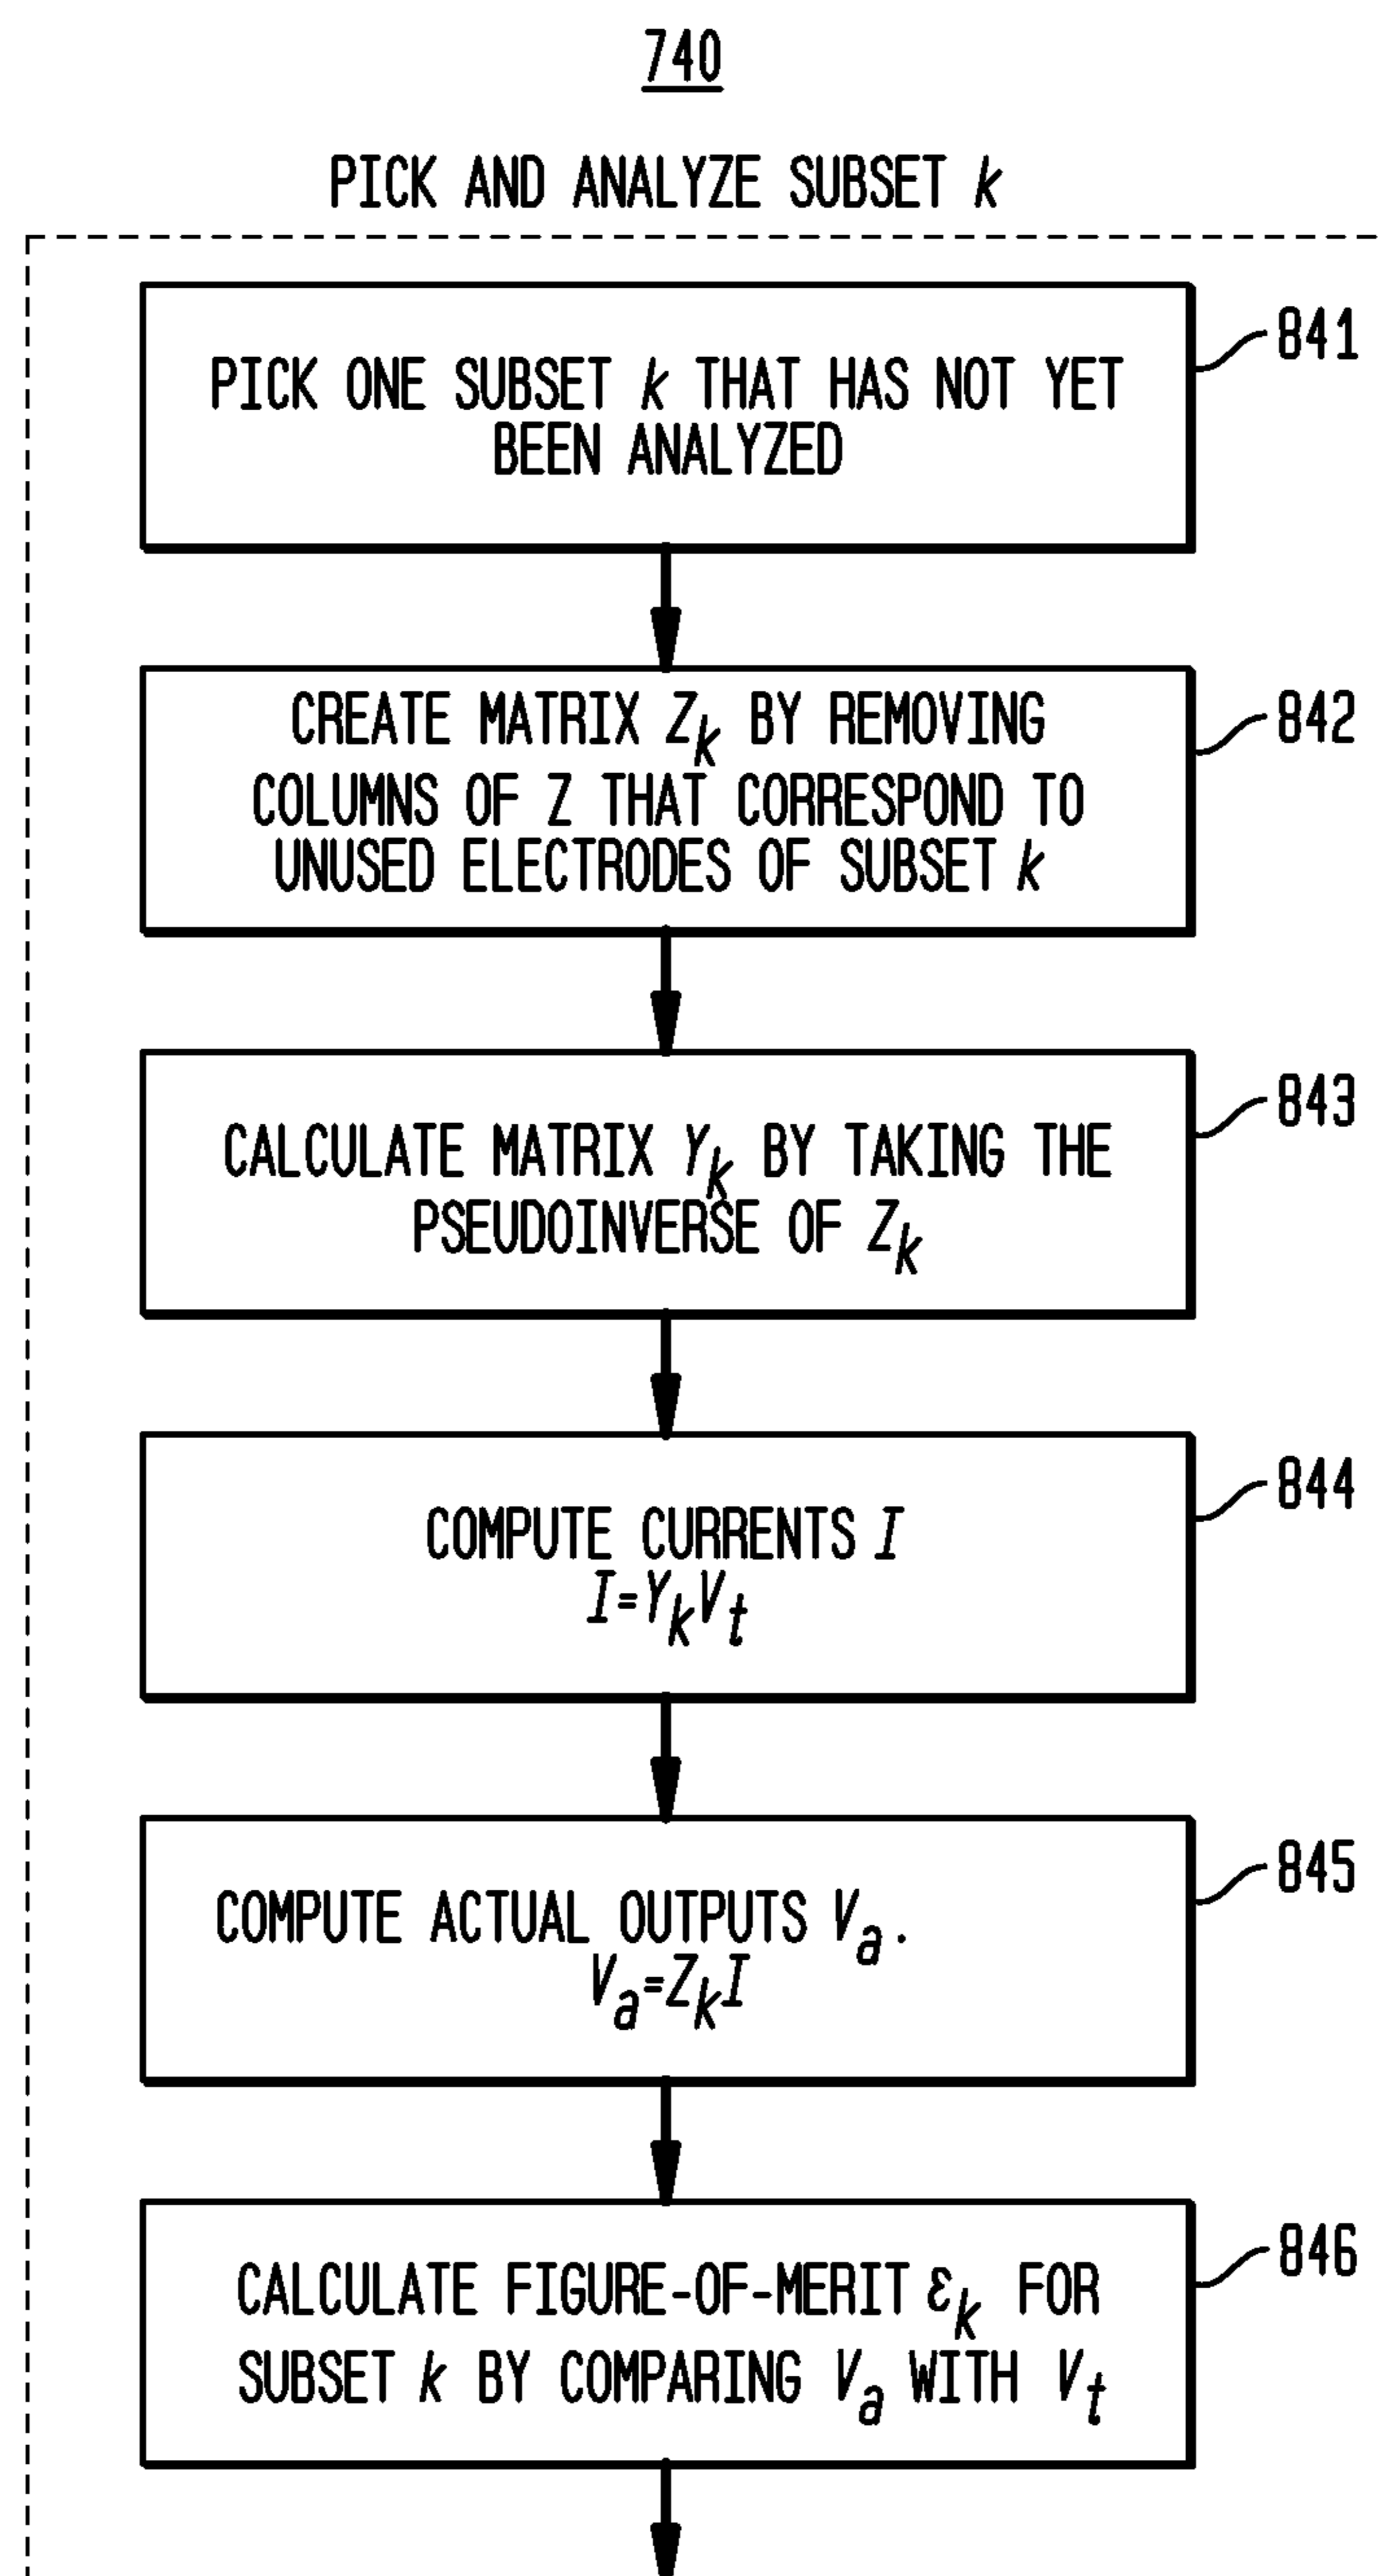 740
PICK AND ANALYZE SUBSET k
841
PICK ONE SUBSET k THAT HAS NOT YET
BEEN ANALYZED
842
CREATE MATRIX Zk BY REMOVING
COLUMNS OF Z THAT CORRESPOND TO
UNUSED ELECTRODES OF SUBSET k
843
CALCULATE MATRIX Yk BY TAKING THE
PSEUDOINVERSE OF Zk
844
COMPUTE CURRENTS I
I=YkVt
845
COMPUTE ACTUAL OUTPUTS Va.
Va=ZkI
846
CALCULATE FIGURE-OF-MERIT εk FOR
SUBSET k BY COMPARING Va WITH Vt